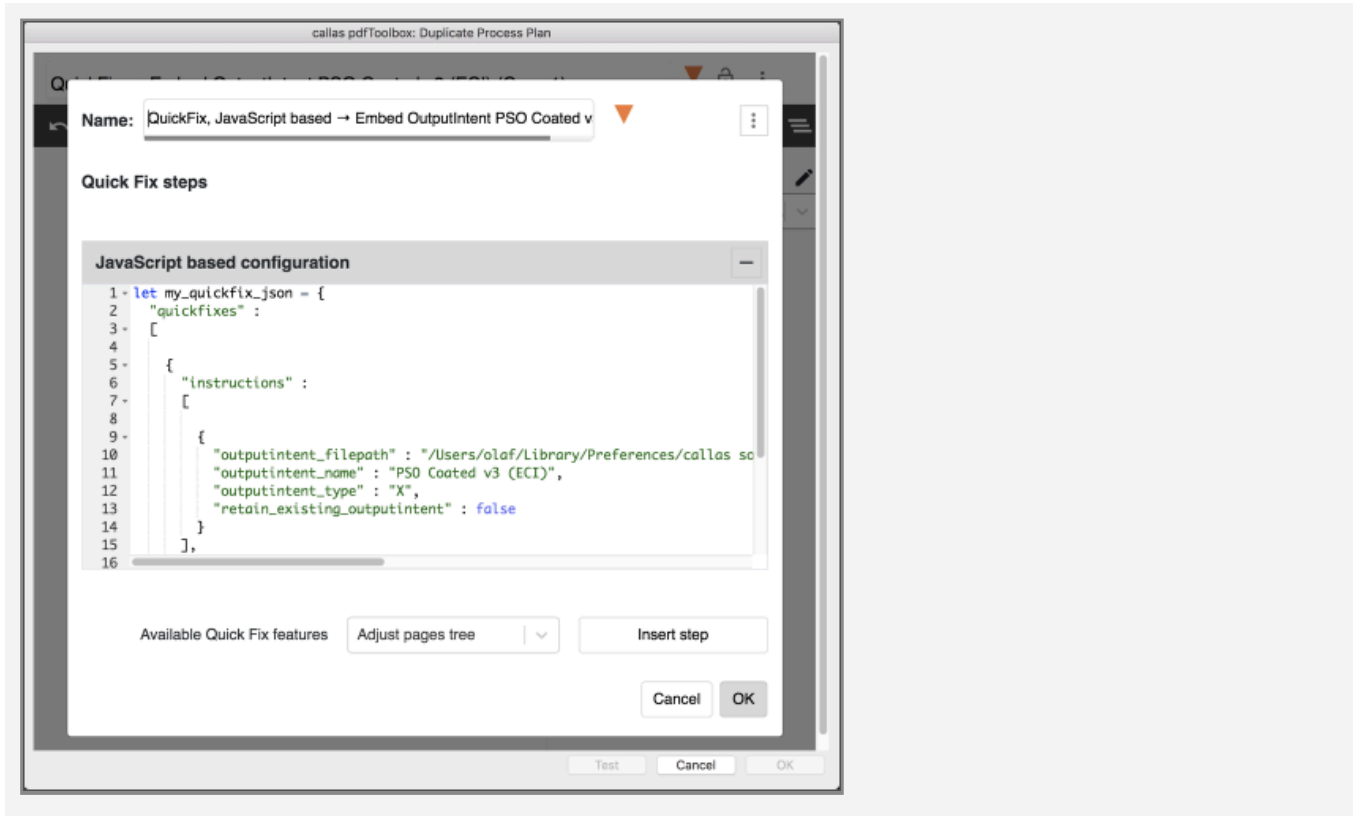 callas pdfToolbox: Duplicate Process Plan
Name: QuickFix, JavaScript based → Embed OutputIntent PSO Coated v
Quick Fix steps
JavaScript based configuration
1 let my_quickfix_json = {
2 "quickfixes" :
3 [
4
5 {
6 "instructions" :
7 [
8
9 {
10 "outputintent_filepath" : "/Users/olaf/Library/Preferences/callas so
11 "outputintent_name" : "PSO Coated v3 (ECI)",
12 "outputintent_type" : "X",
13 "retain_existing_outputintent" : false
14 }
15 ],
16
Available Quick Fix features Adjust pages tree Insert step
Cancel OK
Test Cancel OK